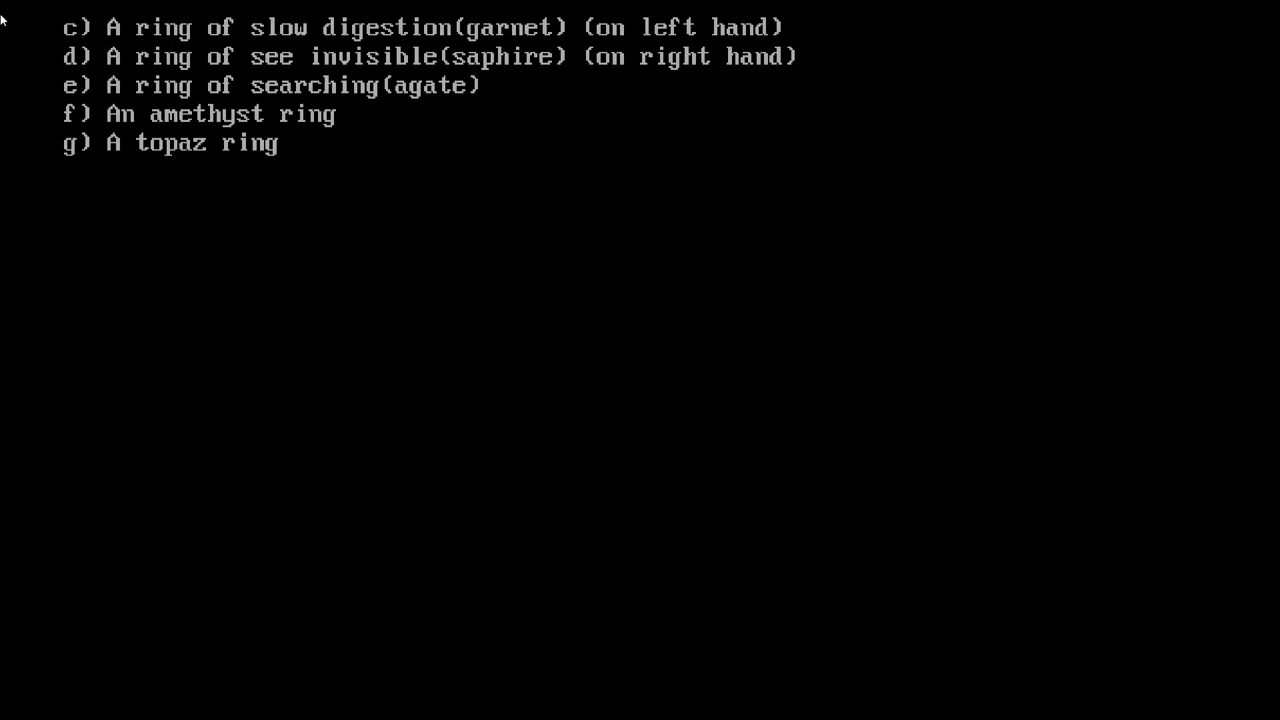 c) A ring of slow digestion(garnet) (on left hand)
d) A ring of see invisible(saphire) (on right hand)
e) A ring of searching(agate)
f) An amethyst ring
g) A topaz ring